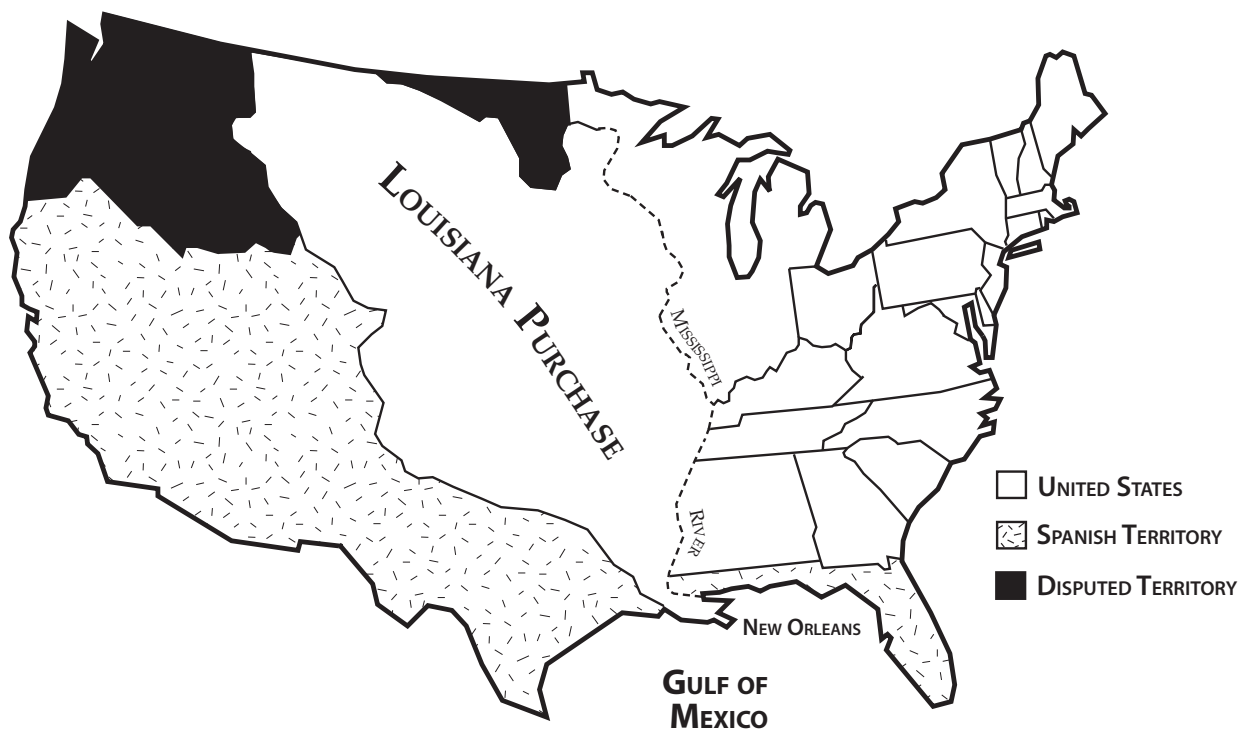 Louisiana Purchase
Mississippi
River
New Orleans
Gulf of
Mexico
United States
Spanish Territory
Disputed Territory